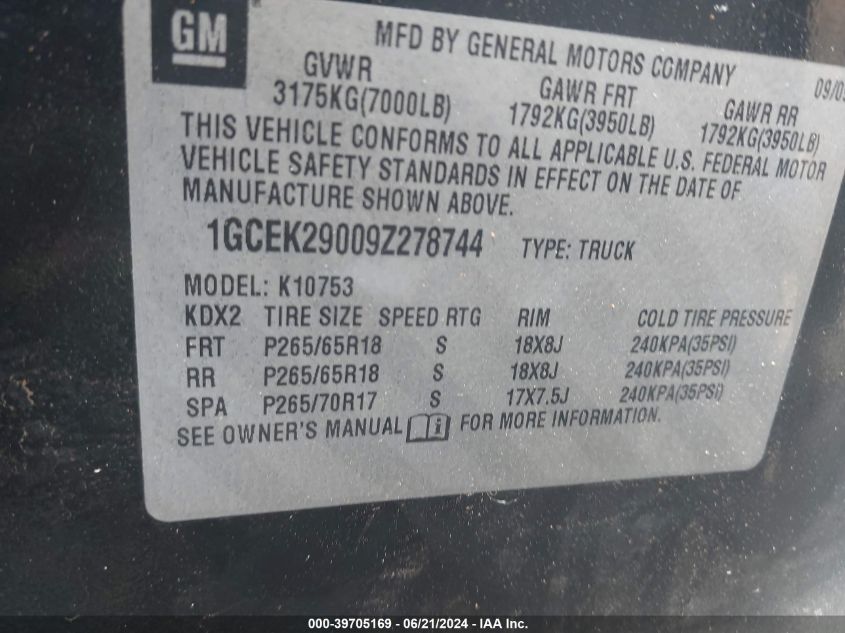 GM
MFD BY GENERAL MOTORS COMPANY
GVWR GAWR FRT GAWR RR
3175KG(7000LB) 1792KG(3950LB) 1792KG(3950LB)
THIS VEHICLE CONFORMS TO ALL APPLICABLE U.S. FEDERAL MOTOR
VEHICLE SAFETY STANDARDS IN EFFECT ON THE DATE OF
MANUFACTURE SHOWN ABOVE.
1GCEK29009Z278744 TYPE: TRUCK
MODEL: K10753
KDX2 TIRE SIZE SPEED RTG RIM COLD TIRE PRESSURE
FRT P265/65R18 S 18X8J 240KPA(35PSI)
RR P265/65R18 S 18X8J 240KPA(35PSI)
SPA P265/70R17 S 17X7.5J 240KPA(35PSI)
SEE OWNER'S MANUAL FOR MORE INFORMATION.
000-39705169 - 06/21/2024 - IAA Inc.